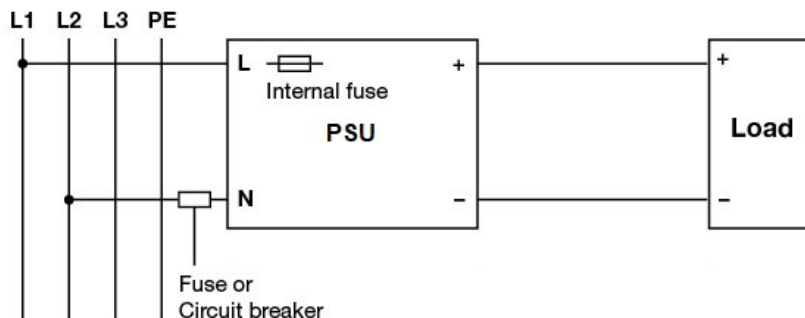 L1 L2 L3 PE
L
+
+
Internal fuse
PSU
Load
N
−
−
Fuse or
Circuit breaker